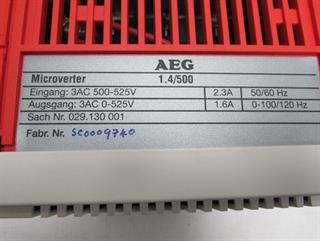 AEG
Microverter 1.4/500
Eingang: 3AC 500-525V 2.3A 50/60 Hz
Augsgang: 3AC 0-525V 1.6A 0-100/120 Hz
Sach Nr. 029.130 001
Fabr. Nr. SC0009740